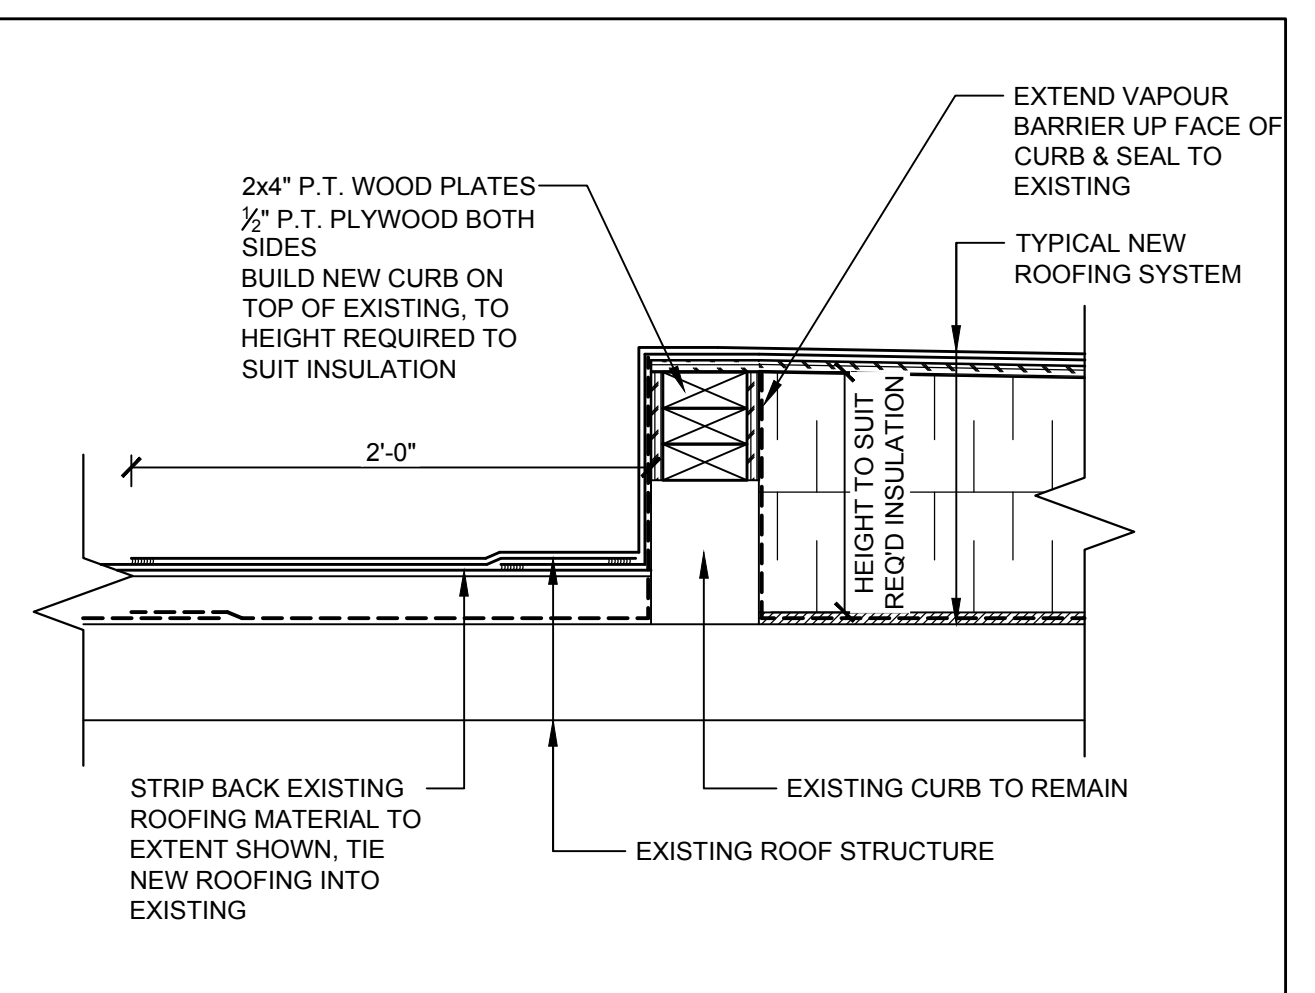 EXTEND VAPOUR
BARRIER UP FACE OF
CURB & SEAL TO
EXISTING
2x4" P.T. WOOD PLATES
½" P.T. PLYWOOD BOTH
SIDES
BUILD NEW CURB ON
TOP OF EXISTING, TO
HEIGHT REQUIRED TO
SUIT INSULATION
TYPICAL NEW
ROOFING SYSTEM
2'-0"
HEIGHT TO SUIT
REQ'D INSULATION
STRIP BACK EXISTING
ROOFING MATERIAL TO
EXTENT SHOWN, TIE
NEW ROOFING INTO
EXISTING
EXISTING CURB TO REMAIN
EXISTING ROOF STRUCTURE